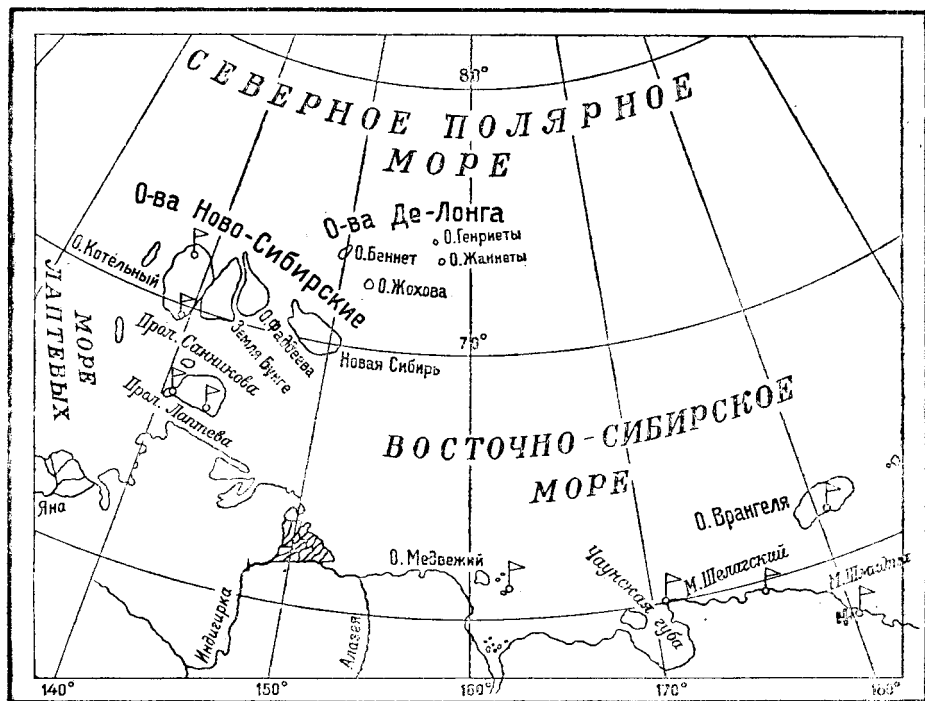 80°
СЕВЕРНОЕ ПОЛЯРНОЕ
МОРЕ
О-ва Ново-Сибирские
О-ва Де-Лонга
О.Генриеты
О.Беннет
О.Жаннеты
О.Жохова
О.Котельный
МОРЕ
ЛАПТЕВЫХ
Земля Бунге
О.Фаддеева
Новая Сибирь
70°
Прол. Санникова
Прол. Лаптева
ВОСТОЧНО-СИБИРСКОЕ
МОРЕ
О.Врангеля
Яна
Индигирка
Алазея
О.Медвежий
Чаунская
губа
М.Шелагский
М.Шмидта
140°
150°
160°
170°
180°